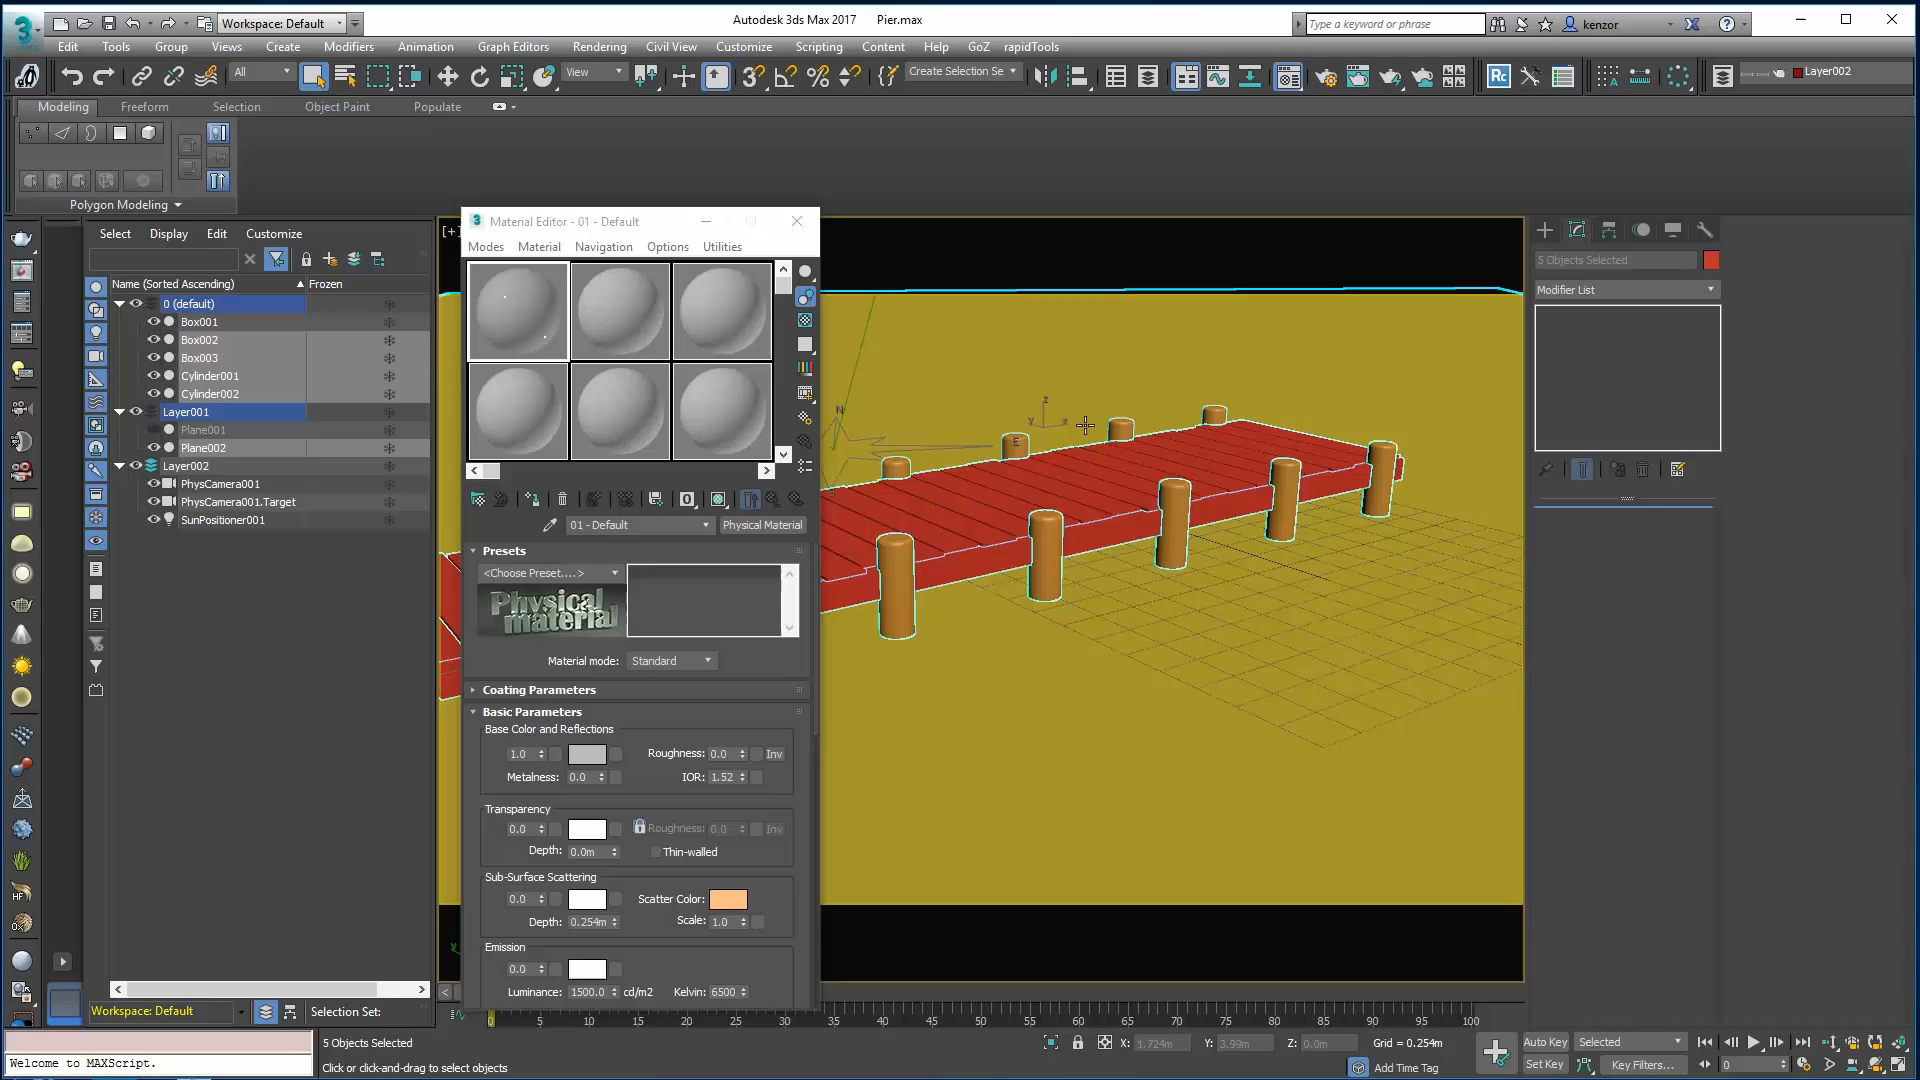 Workspace: Default
Autodesk 3ds Max 2017 Pier.max
Type a keyword or phrase
kenzor
Edit Tools Group Views Create Modifiers Animation Graph Editors Rendering Civil View Customize Scripting Content Help GoZ rapidTools
All
View
Create Selection Se
Rc
Layer002
Modeling Freeform Selection Object Paint Populate
Polygon Modeling
Select Display Edit Customize
Name (Sorted Ascending) Frozen
0 (default)
Box001
Box002
Box003
Cylinder001
Cylinder002
Layer001
Plane001
Plane002
Layer002
PhysCamera001
PhysCamera001.Target
SunPositioner001
Workspace: Default
Selection Set:
Material Editor - 01 - Default
Modes Material Navigation Options Utilities
01 - Default
Physical Material
Presets
<Choose Preset....>
Physical material
Material mode: Standard
Coating Parameters
Basic Parameters
Base Color and Reflections
1.0 Roughness: 0.0 Inv
Metalness: 0.0 IOR: 1.52
Transparency
0.0 Roughness: 0.0 Inv
Depth: 0.0m Thin-walled
Sub-Surface Scattering
0.0 Scatter Color:
Depth: 0.254m Scale: 1.0
Emission
0.0
Luminance: 1500.0 cd/m2 Kelvin: 6500
[+]
N
E
z
y x
5 Objects Selected
Modifier List
0 5 10 15 20 25 30 35 40 45 50 55 60 65 70 75 80 85 90 95 100
Welcome to MAXScript.
5 Objects Selected
Click or click-and-drag to select objects
X: 1.724m Y: 3.99m Z: 0.0m Grid = 0.254m
Add Time Tag
Auto Key Selected
Set Key Key Filters...
0